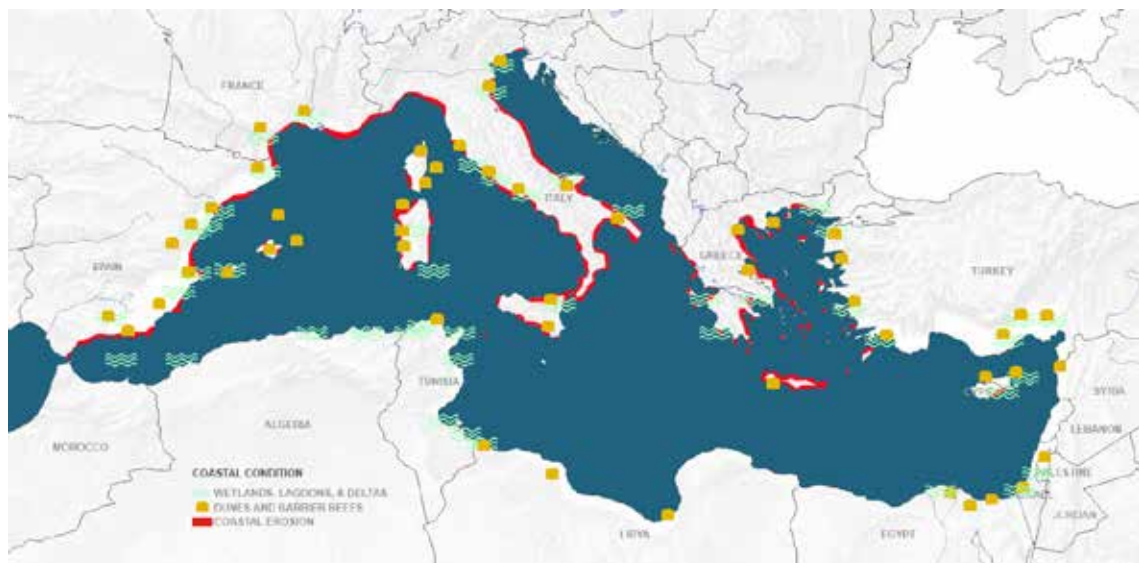 FRANCE
ITALY
SPAIN
GREECE
TURKEY
TUNISIA
SYRIA
LEBANON
ALGERIA
MOROCCO
COASTAL CONDITION
WETLANDS, LAGOONS, & DELTAS
DUNES AND BARRIER REEFS
COASTAL EROSION
JORDAN
LIBYA
EGYPT